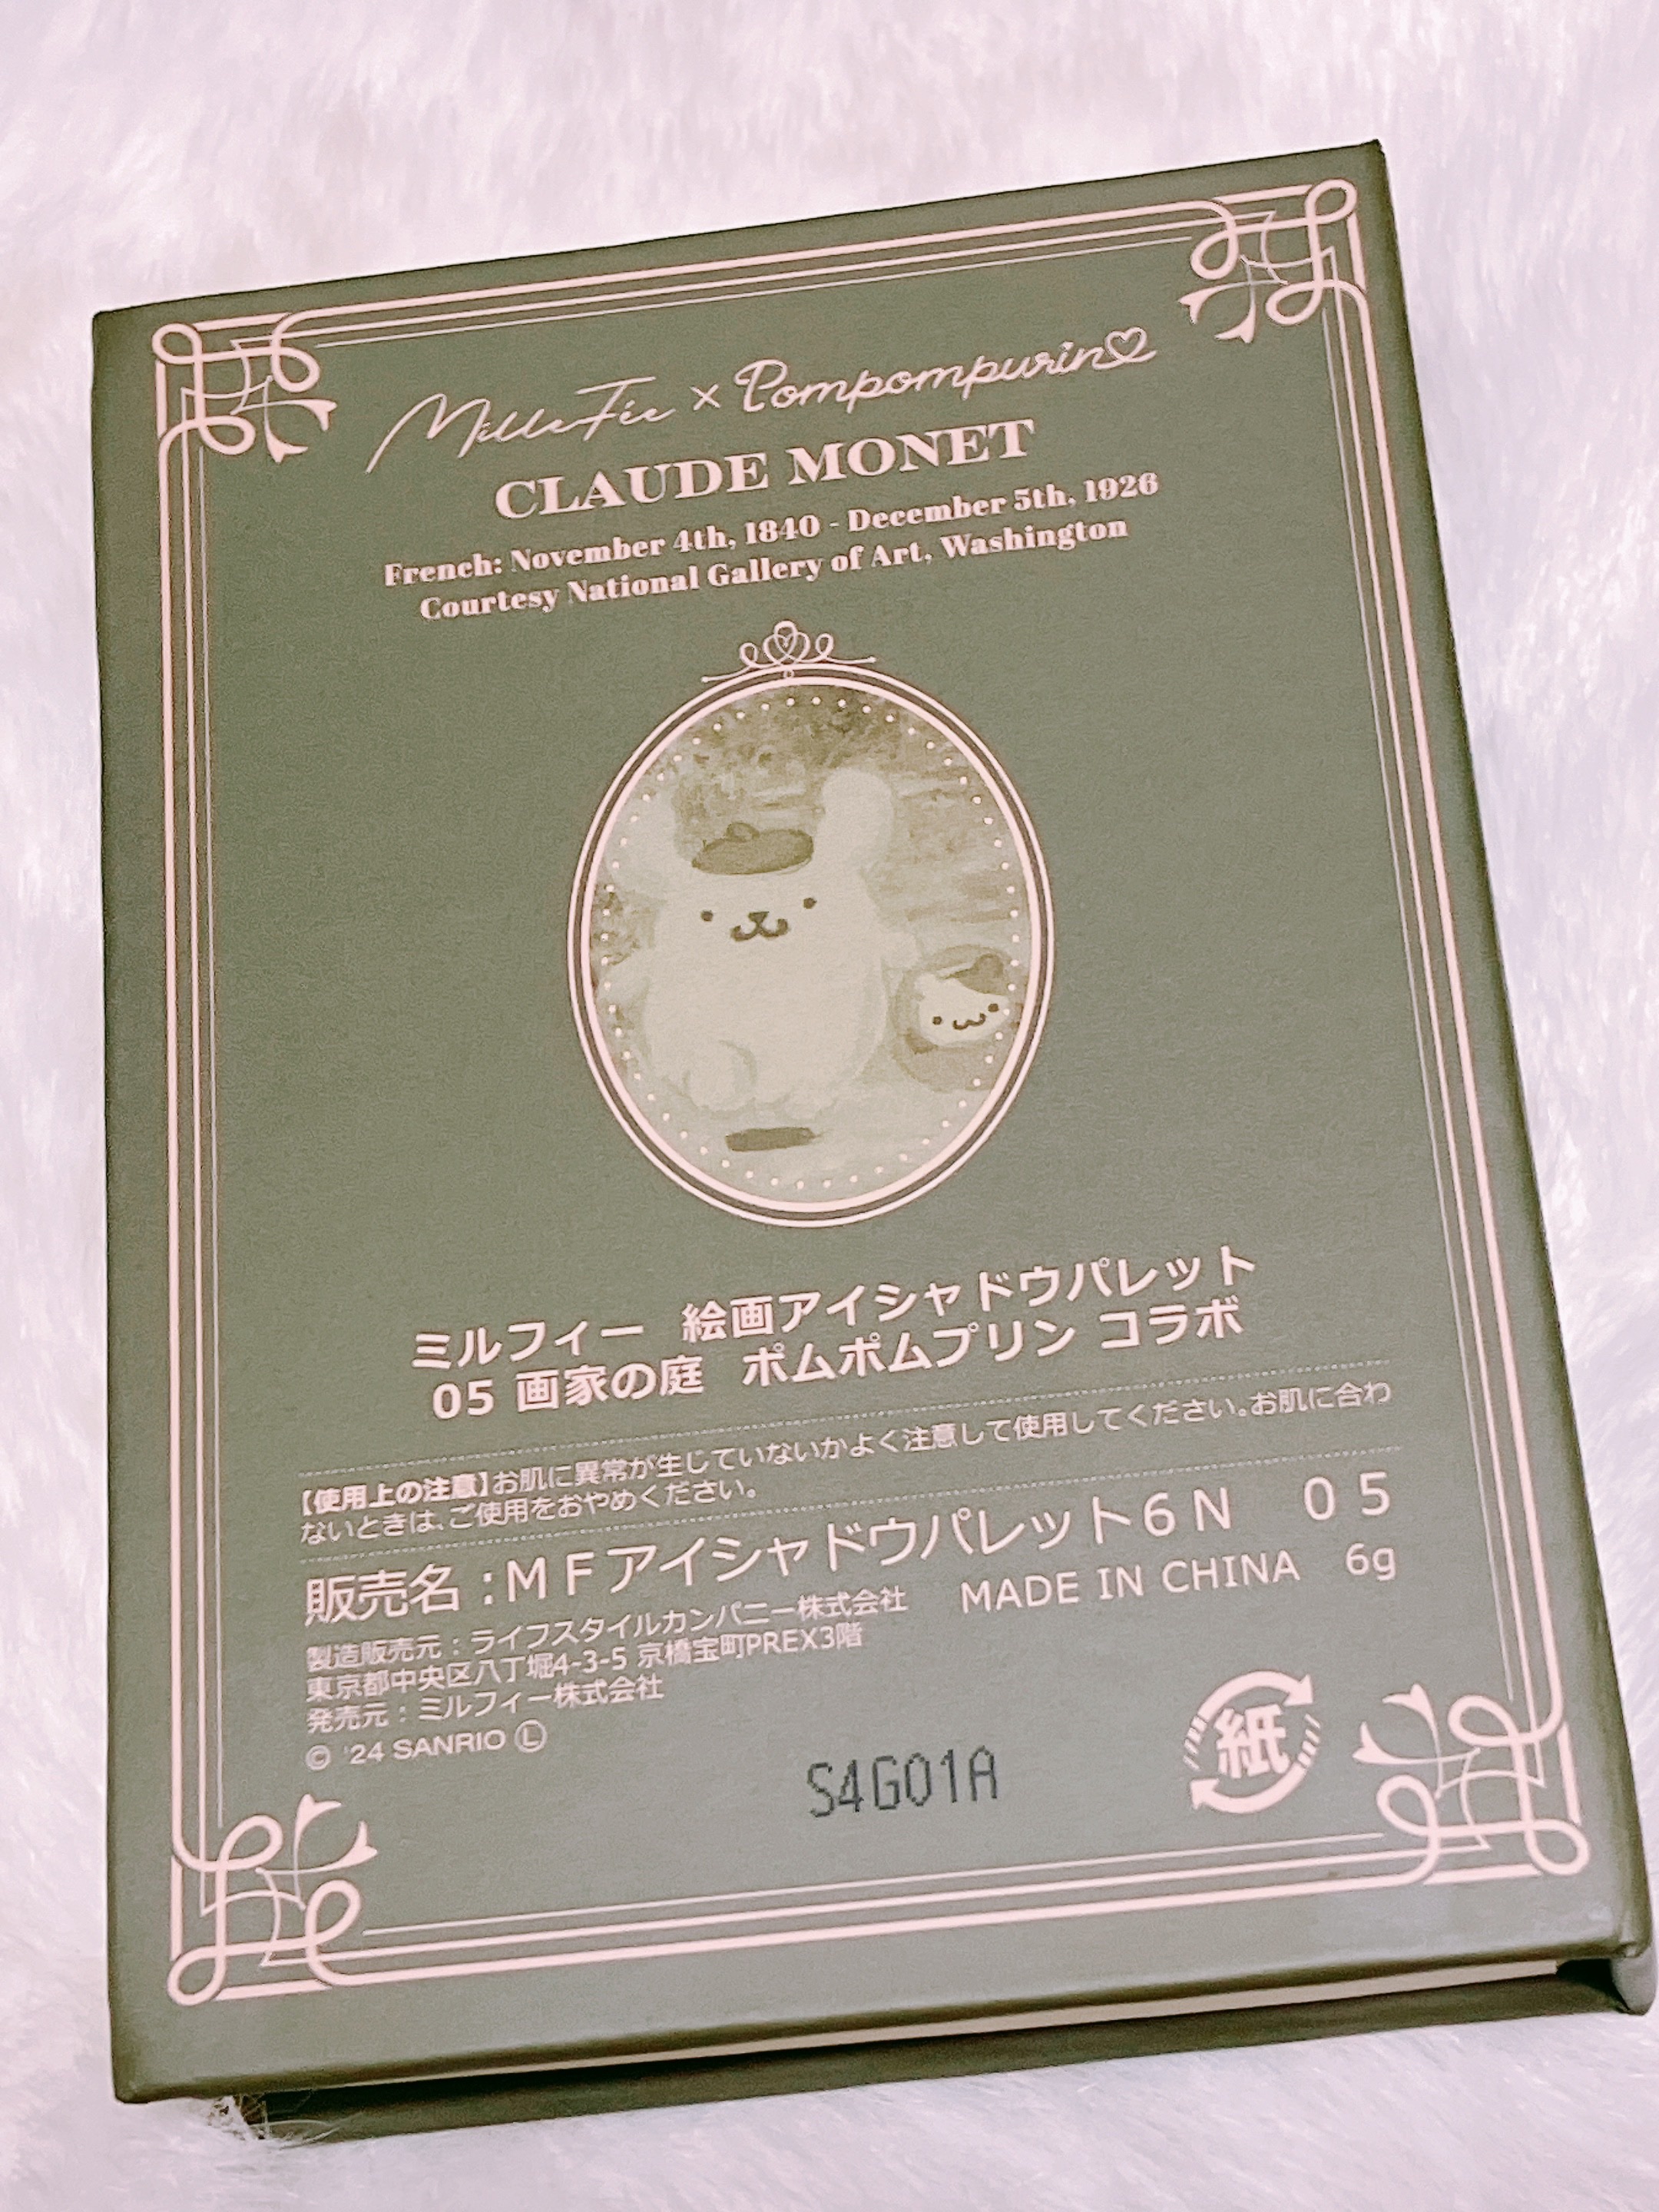 MilleFée × Pompompurin
CLAUDE MONET
French: November 4th, 1840 - December 5th, 1926
Courtesy National Gallery of Art, Washington
ミルフィー 絵画アイシャドウパレット
05 画家の庭 ポムポムプリン コラボ
【使用上の注意】お肌に異常が生じていないかよく注意して使用してください。お肌に合わ
ないときは、ご使用をおやめください。
販売名：ＭＦアイシャドウパレット６Ｎ ０５
製造販売元：ライフスタイルカンパニー株式会社 MADE IN CHINA 6g
東京都中央区八丁堀4-3-5 京橋宝町PREX3階
発売元：ミルフィー株式会社
© '24 SANRIO Ⓛ
紙
S4G01A